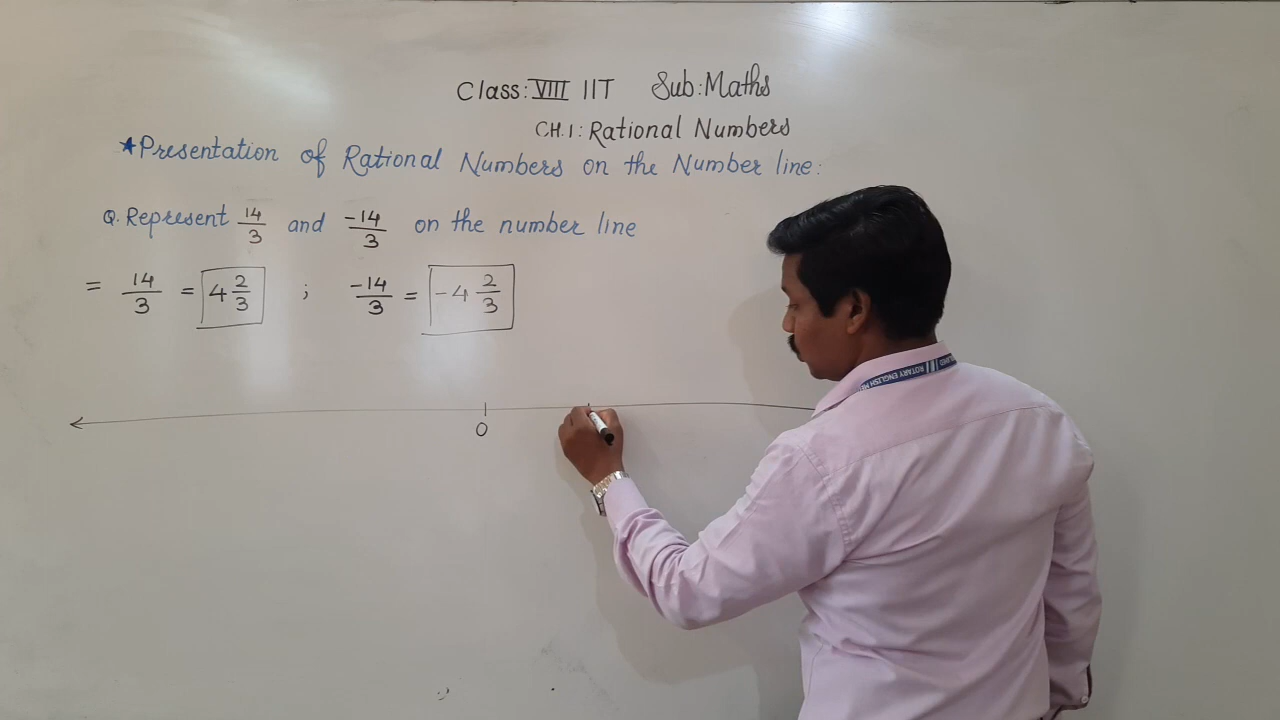 Class: VIII IIT Sub: Maths
CH.1: Rational Numbers
★Presentation of Rational Numbers on the Number line:
Q. Represent 14/3 and -14/3 on the number line
= 14/3 = 4 2/3 ; -14/3 = -4 2/3
0
ROTARY ENGLISH